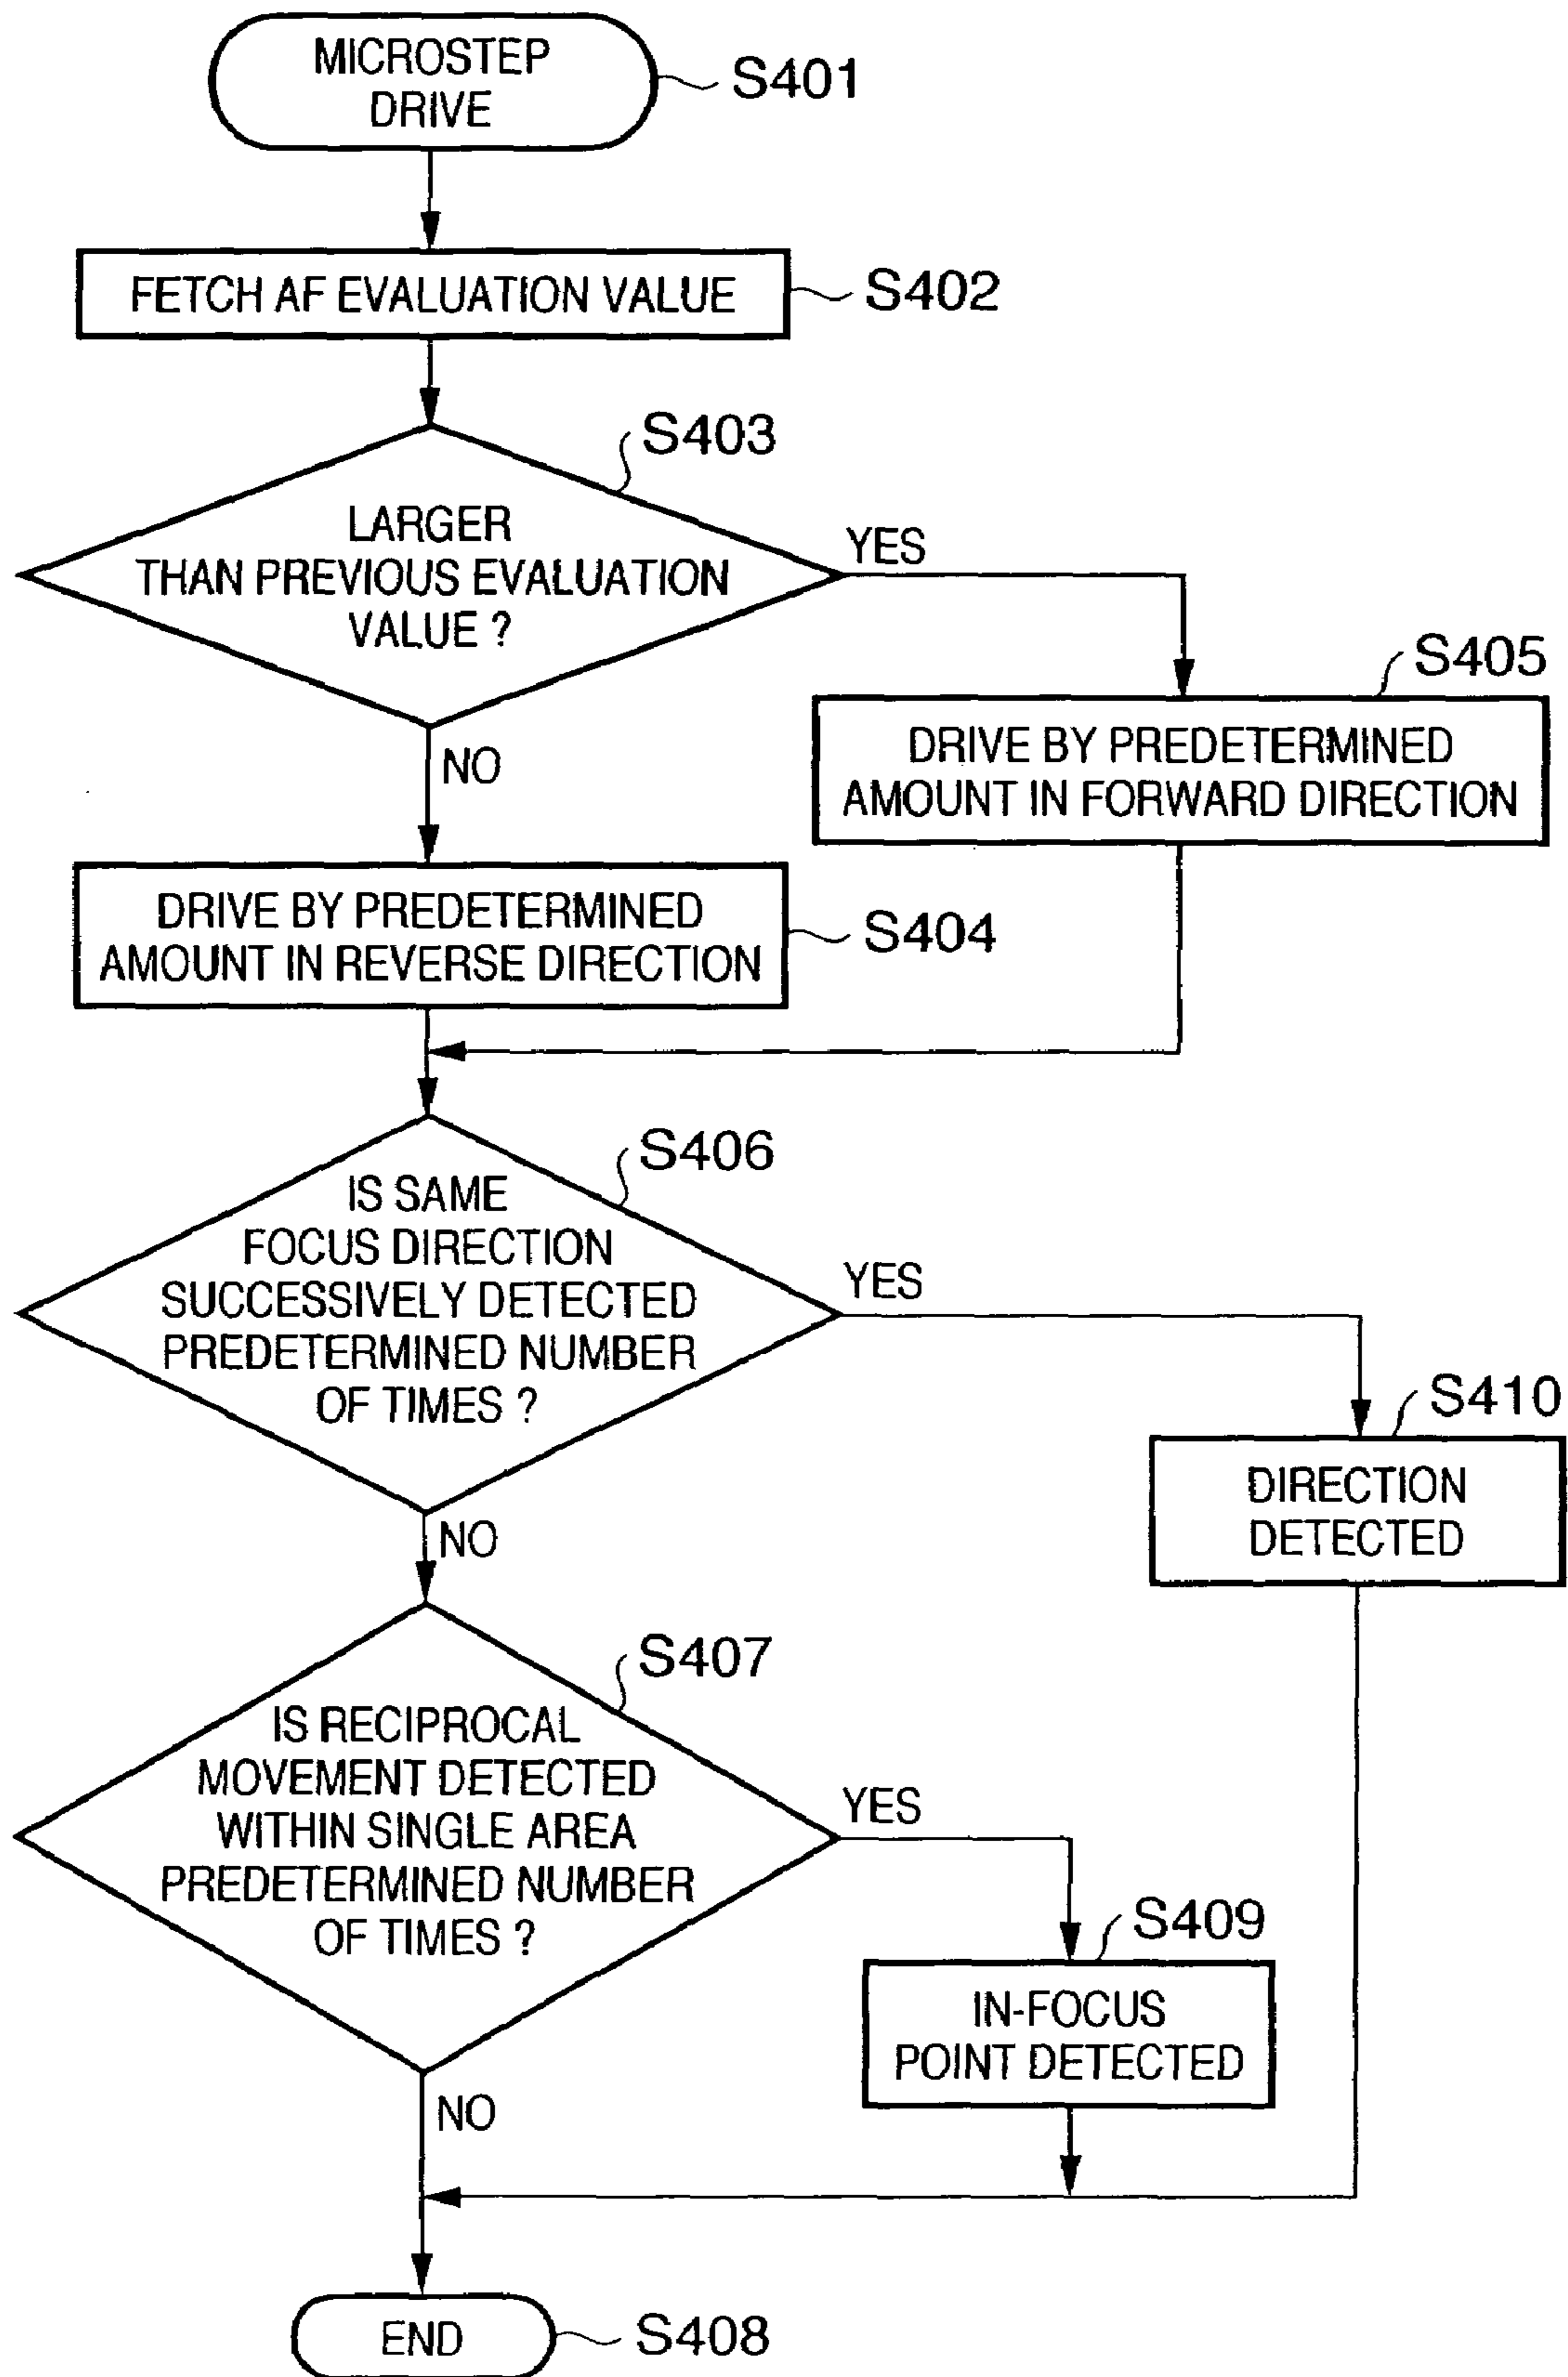 MICROSTEP
DRIVE
S401
FETCH AF EVALUATION VALUE
S402
S403
LARGER
THAN PREVIOUS EVALUATION
VALUE ?
YES
NO
S405
DRIVE BY PREDETERMINED
AMOUNT IN FORWARD DIRECTION
DRIVE BY PREDETERMINED
AMOUNT IN REVERSE DIRECTION
S404
S406
IS SAME
FOCUS DIRECTION
SUCCESSIVELY DETECTED
PREDETERMINED NUMBER
OF TIMES ?
YES
NO
S410
DIRECTION
DETECTED
S407
IS RECIPROCAL
MOVEMENT DETECTED
WITHIN SINGLE AREA
PREDETERMINED NUMBER
OF TIMES ?
YES
NO
S409
IN-FOCUS
POINT DETECTED
END
S408